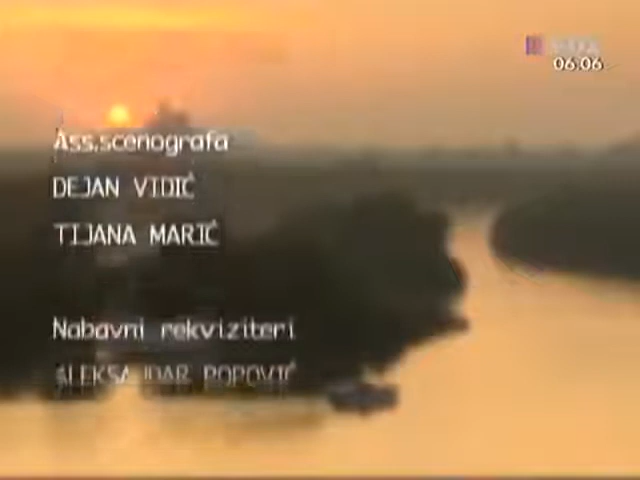 06.06
Ass.scenografa
DEJAN VIDIĆ
TIJANA MARIĆ
Nabavni rekviziteri
ALEKSANDAR POPOVIĆ